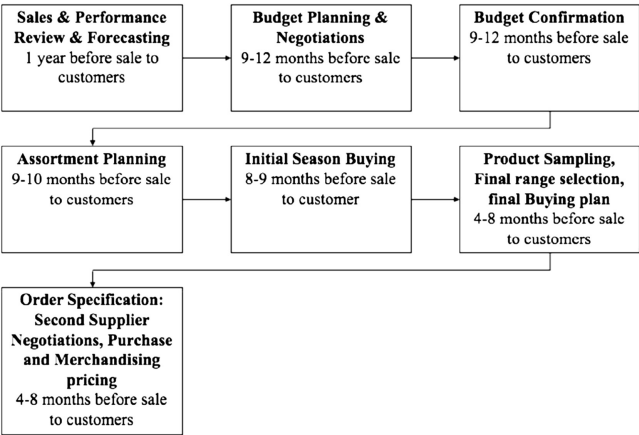 Sales & Performance
Review & Forecasting
1 year before sale to
customers
Budget Planning &
Negotiations
9-12 months before sale
to customers
Budget Confirmation
9-12 months before sale
to customers
Assortment Planning
9-10 months before sale
to customers
Initial Season Buying
8-9 months before sale
to customer
Product Sampling,
Final range selection,
final Buying plan
4-8 months before sale
to customers
Order Specification:
Second Supplier
Negotiations, Purchase
and Merchandising
pricing
4-8 months before sale
to customers